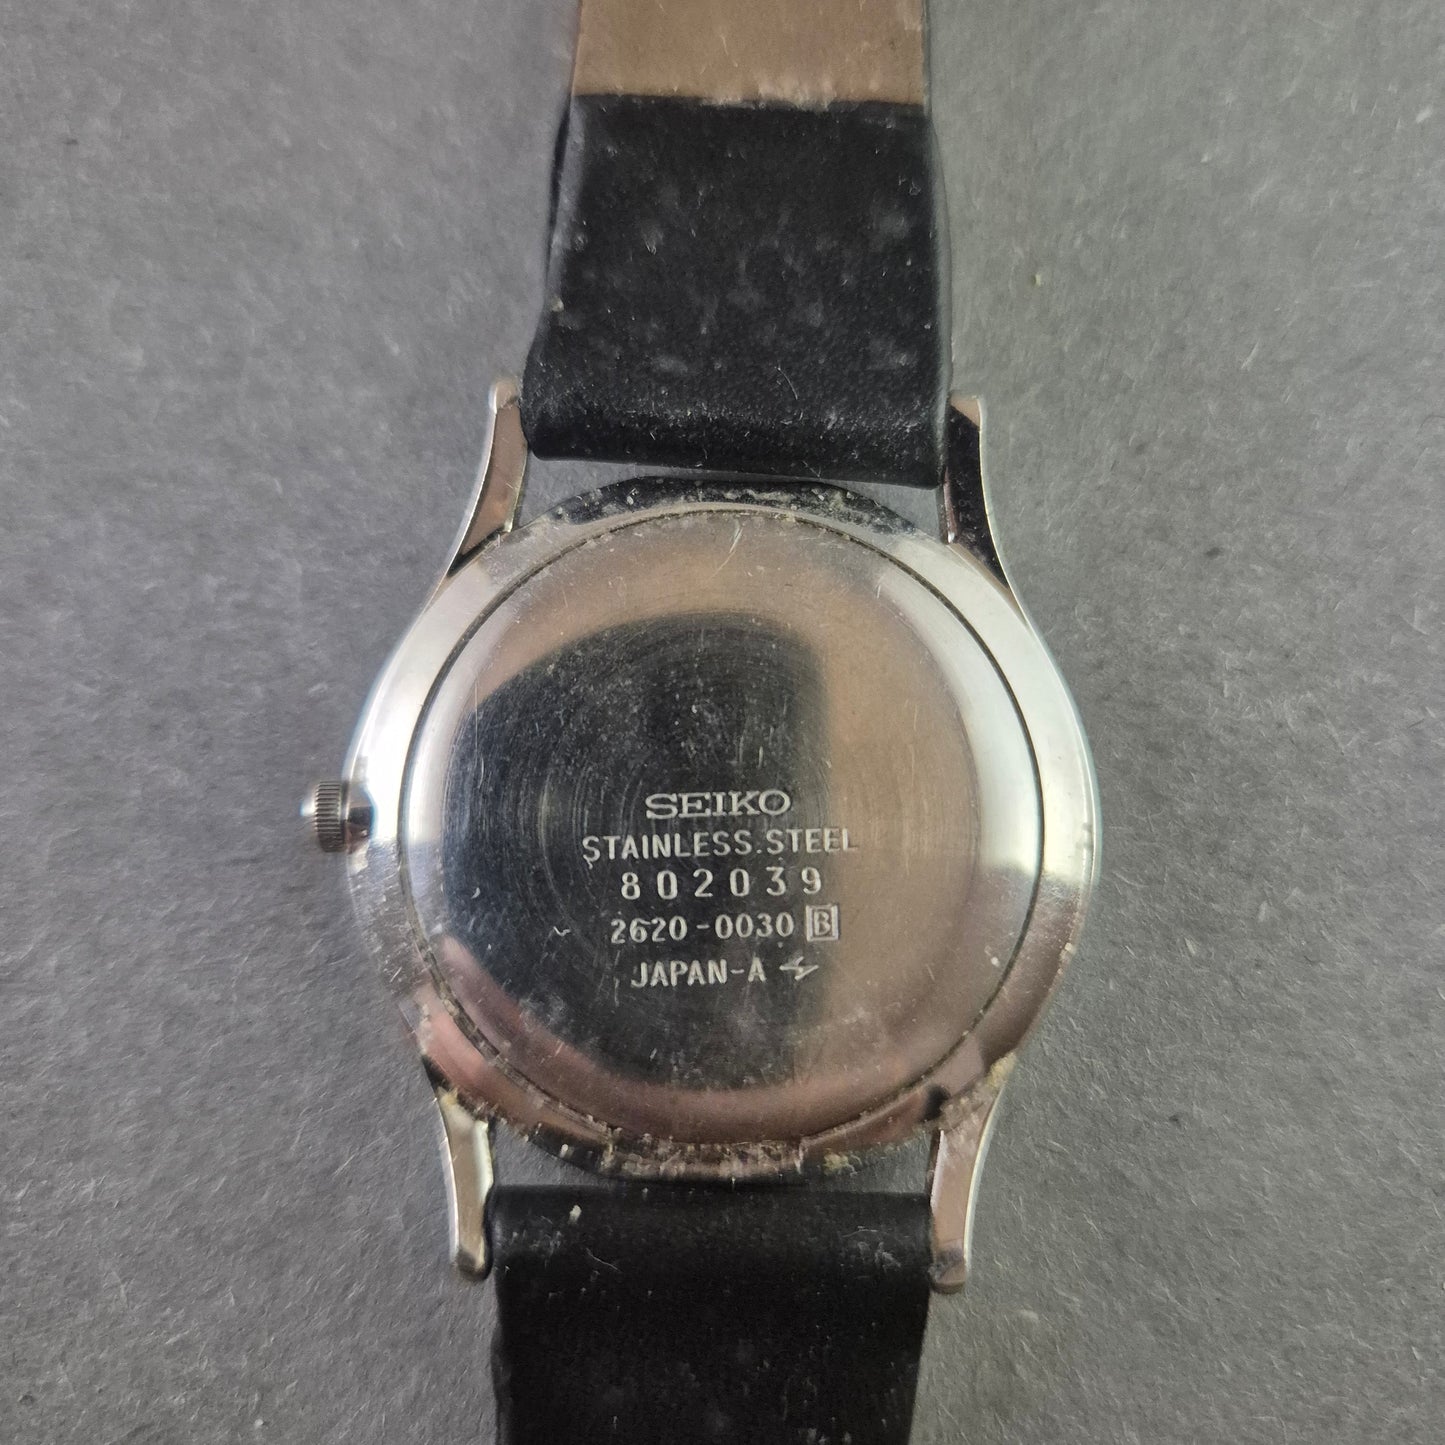 SEIKO
STAINLESS.STEEL
802039
2620-0030 B
JAPAN-A